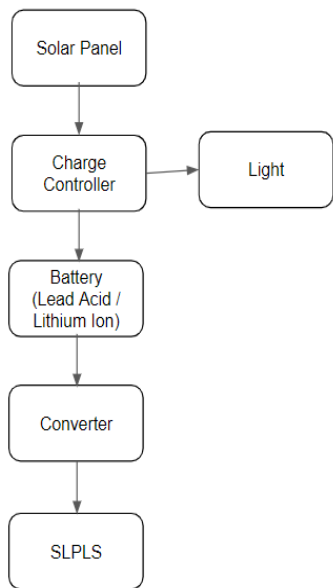 Solar Panel
Charge
Controller
Light
Battery
(Lead Acid /
Lithium Ion)
Converter
SLPLS